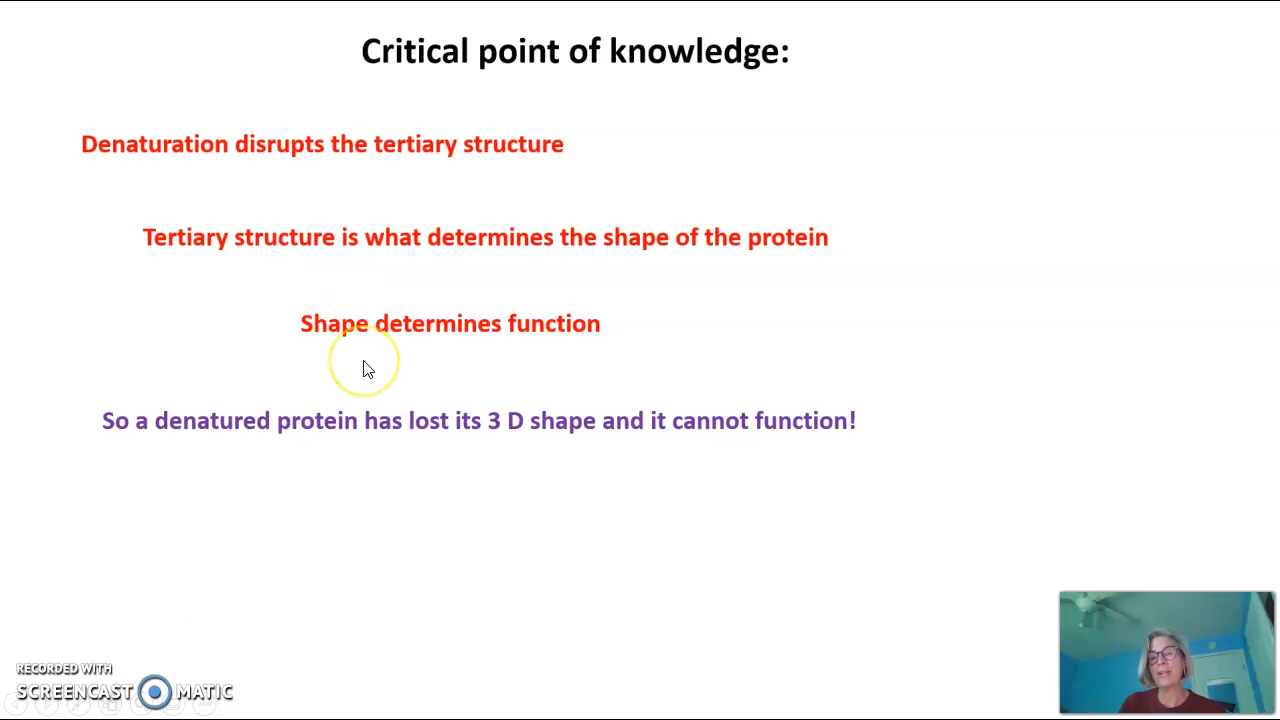 Critical point of knowledge:
Denaturation disrupts the tertiary structure
Tertiary structure is what determines the shape of the protein
Shape determines function
So a denatured protein has lost its 3 D shape and it cannot function!
RECORDED WITH
SCREENCAST MATIC